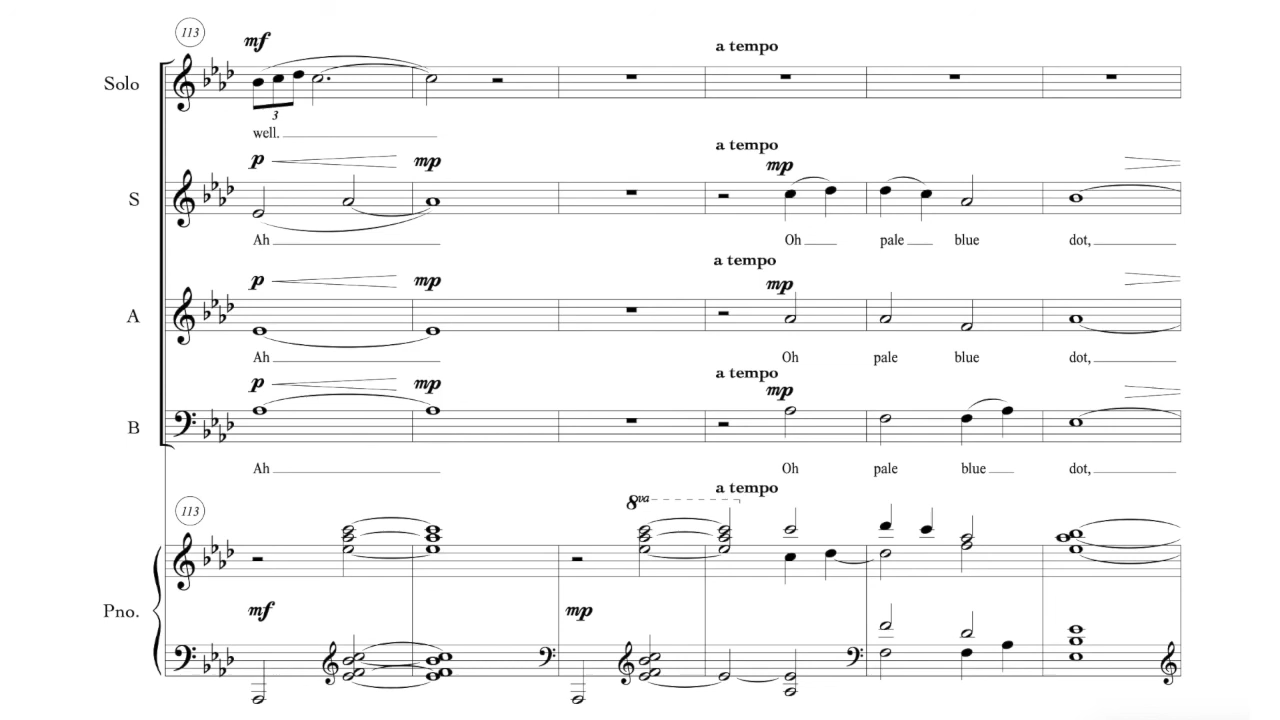 113
mf
a tempo
Solo
3
well.
a tempo
p mp mp
S
Ah Oh pale blue dot,
a tempo
p mp mp
A
Ah Oh pale blue dot,
a tempo
p mp mp
B
Ah Oh pale blue dot,
a tempo
8va
113
mf mp
Pno.